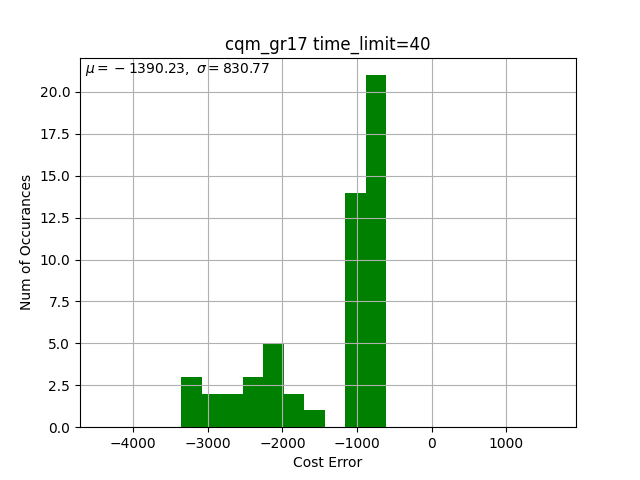 cqm_gr17 time_limit=40
μ = −1390.23, σ = 830.77
Num of Occurances
20.0
17.5
15.0
12.5
10.0
7.5
5.0
2.5
0.0
−4000 −3000 −2000 −1000 0 1000
Cost Error